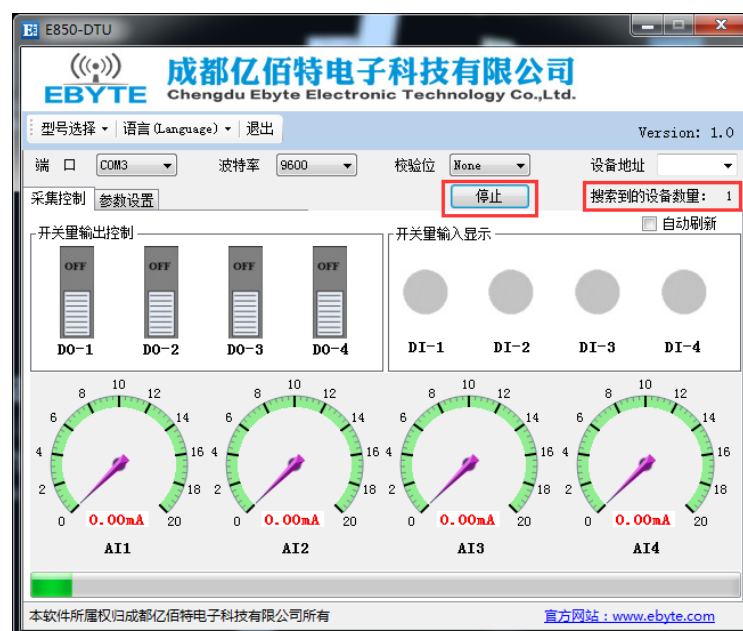 E850-DTU
EBYTE
成都亿佰特电子科技有限公司
Chengdu Ebyte Electronic Technology Co.,Ltd.
型号选择 语言(Language) 退出
Version: 1.0
端 口 COM3 波特率 9600 校验位 None 设备地址
采集控制 参数设置 停止 搜索到的设备数量: 1
自动刷新
开关量输出控制 开关量输入显示
OFF OFF OFF OFF
DO-1 DO-2 DO-3 DO-4 DI-1 DI-2 DI-3 DI-4
0 2 4 6 8 10 12 14 16 18 20
0.00mA
AI1
0 2 4 6 8 10 12 14 16 18 20
0.00mA
AI2
0 2 4 6 8 10 12 14 16 18 20
0.00mA
AI3
0 2 4 6 8 10 12 14 16 18 20
0.00mA
AI4
本软件所属权归成都亿佰特电子科技有限公司所有 官方网站：www.ebyte.com